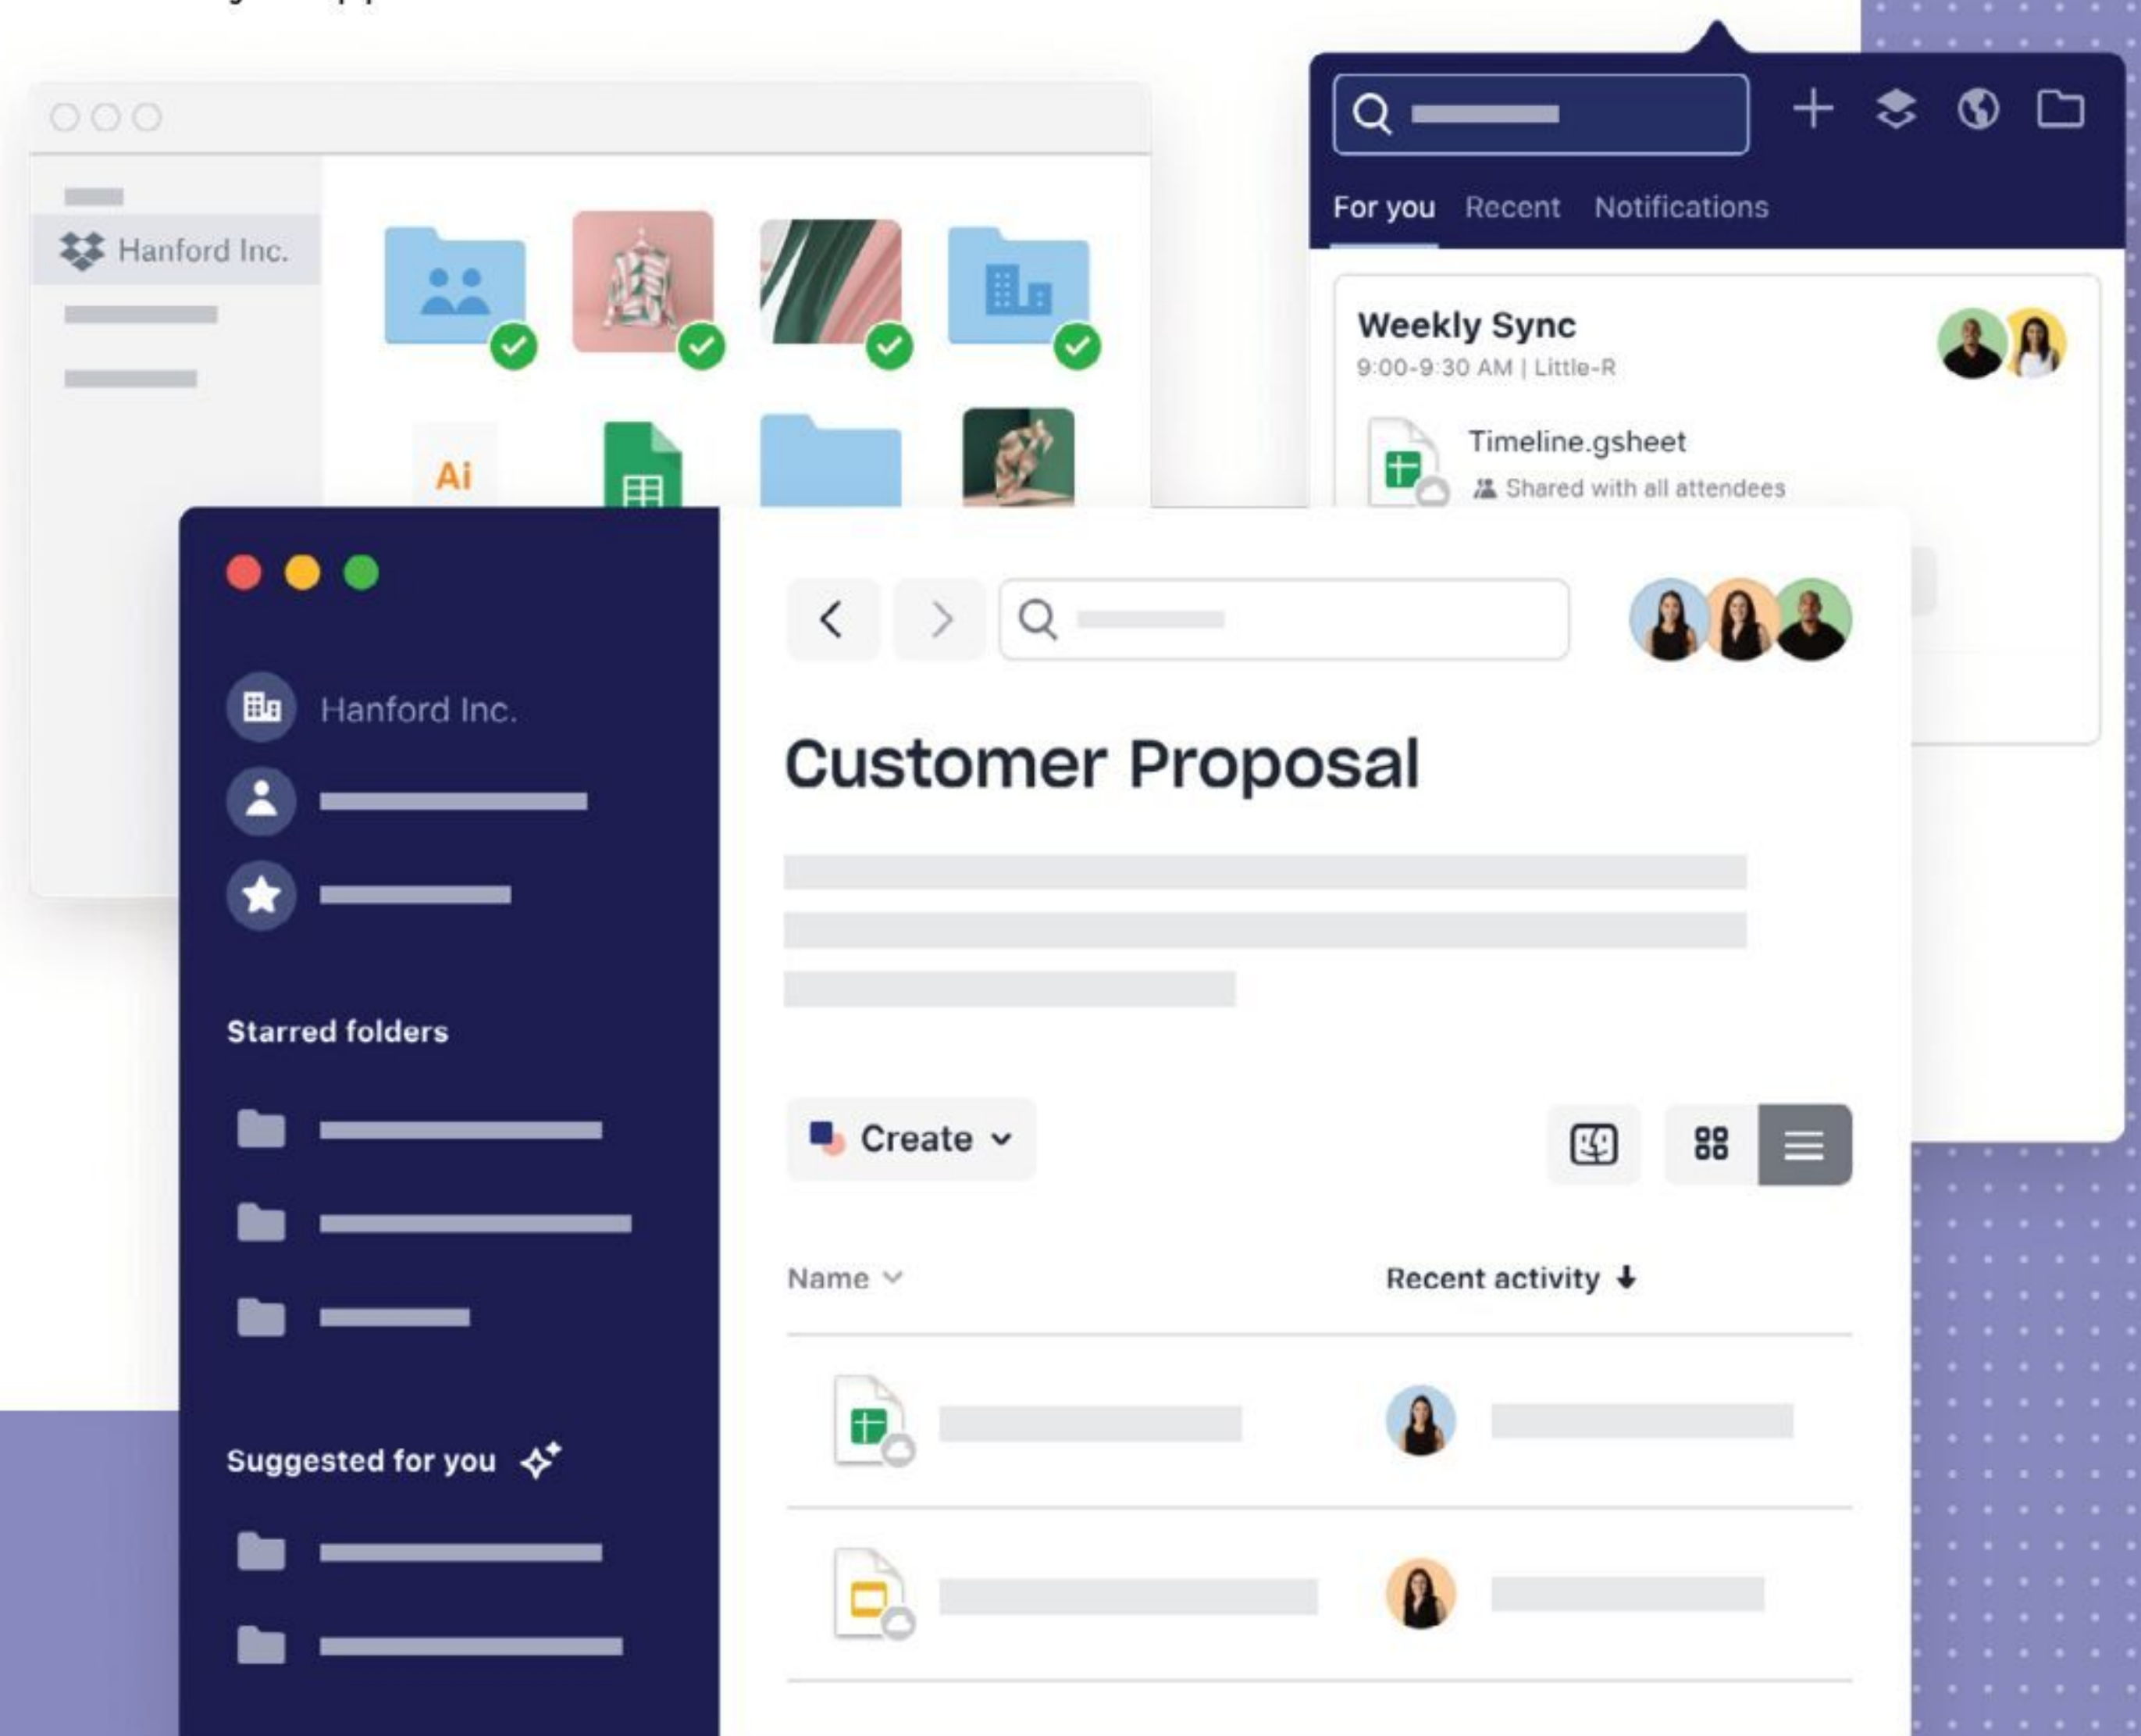 Hanford Inc.
Ai
For you Recent Notifications
Weekly Sync
9:00-9:30 AM | Little-R
Timeline.gsheet
Shared with all attendees
Hanford Inc.
Starred folders
Suggested for you
Customer Proposal
Create
Name Recent activity